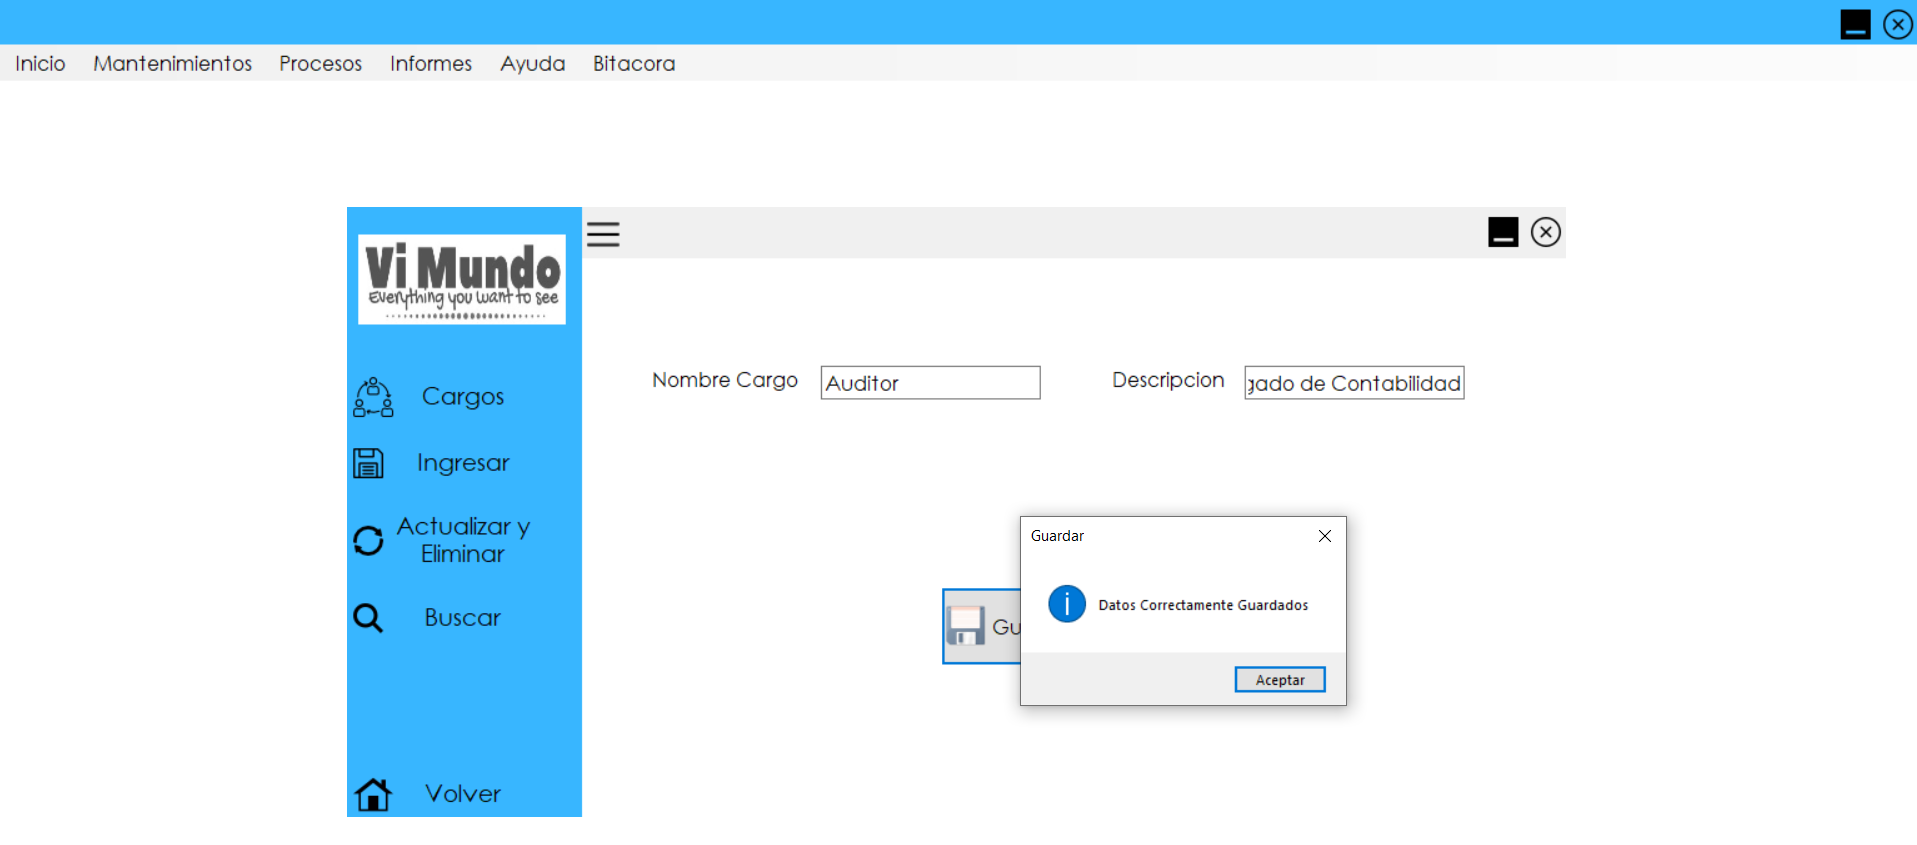 Inicio Mantenimientos Procesos Informes Ayuda Bitacora
Vi Mundo
Everything you want to see
Cargos
Ingresar
Actualizar y
Eliminar
Buscar
Volver
Nombre Cargo Auditor Descripcion gado de Contabilidad
Gu
Guardar
Datos Correctamente Guardados
Aceptar